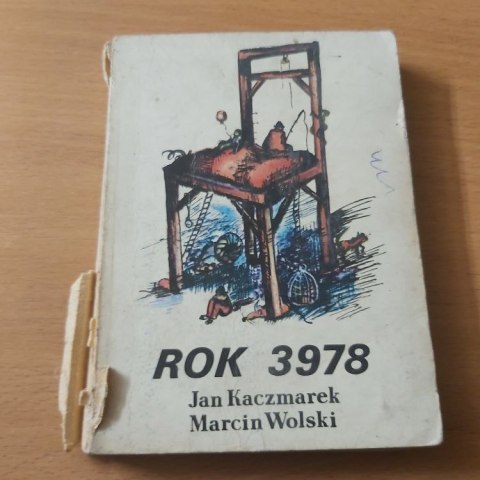 ROK 3978
Jan Kaczmarek
Marcin Wolski